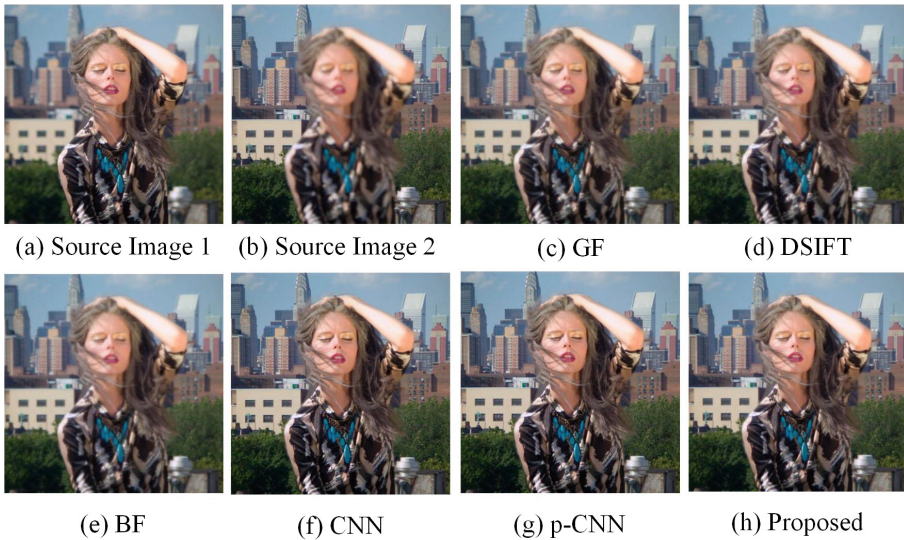 (a) Source Image 1
(b) Source Image 2
(c) GF
(d) DSIFT
(e) BF
(f) CNN
(g) p-CNN
(h) Proposed